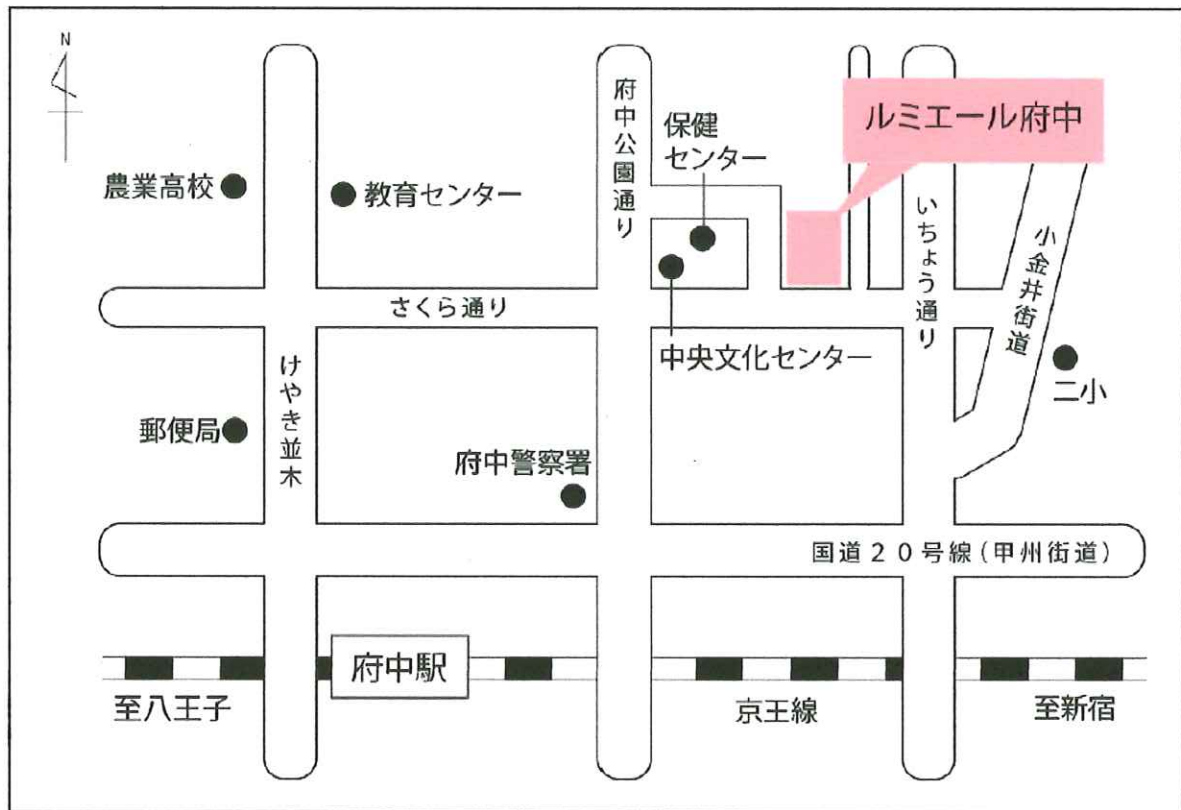 N
府中公園通り
保健
センター
ルミエール府中
農業高校
教育センター
いちょう通り
小金井街道
さくら通り
中央文化センター
けやき並木
二小
郵便局
府中警察署
国道20号線(甲州街道)
府中駅
至八王子
京王線
至新宿